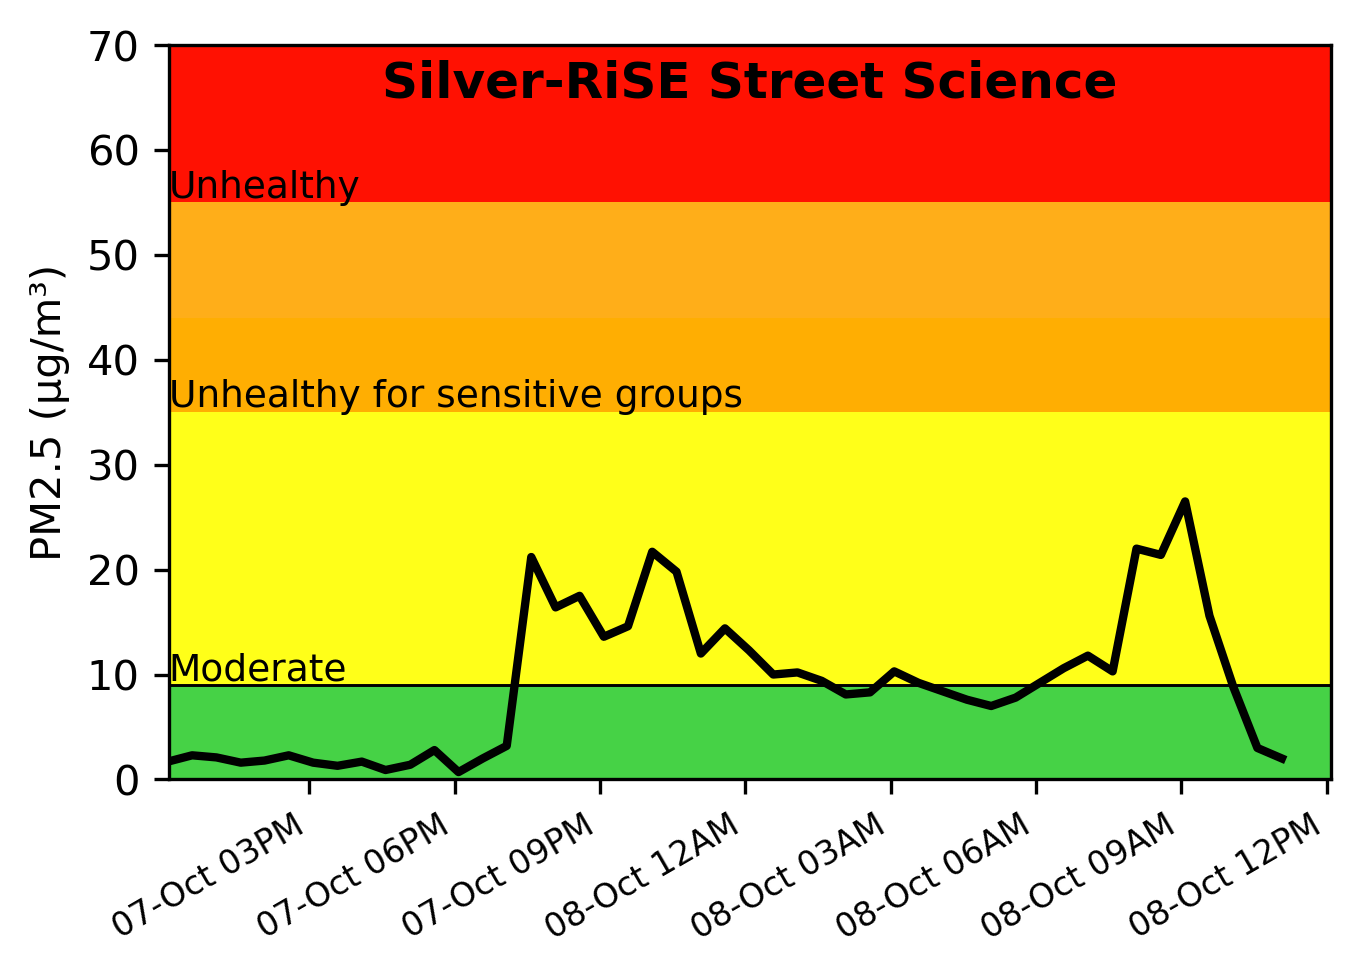 Silver-RiSE Street Science
PM2.5 (µg/m³)
70
60
50
40
30
20
10
0
Unhealthy
Unhealthy for sensitive groups
Moderate
07-Oct 03PM
07-Oct 06PM
07-Oct 09PM
08-Oct 12AM
08-Oct 03AM
08-Oct 06AM
08-Oct 09AM
08-Oct 12PM